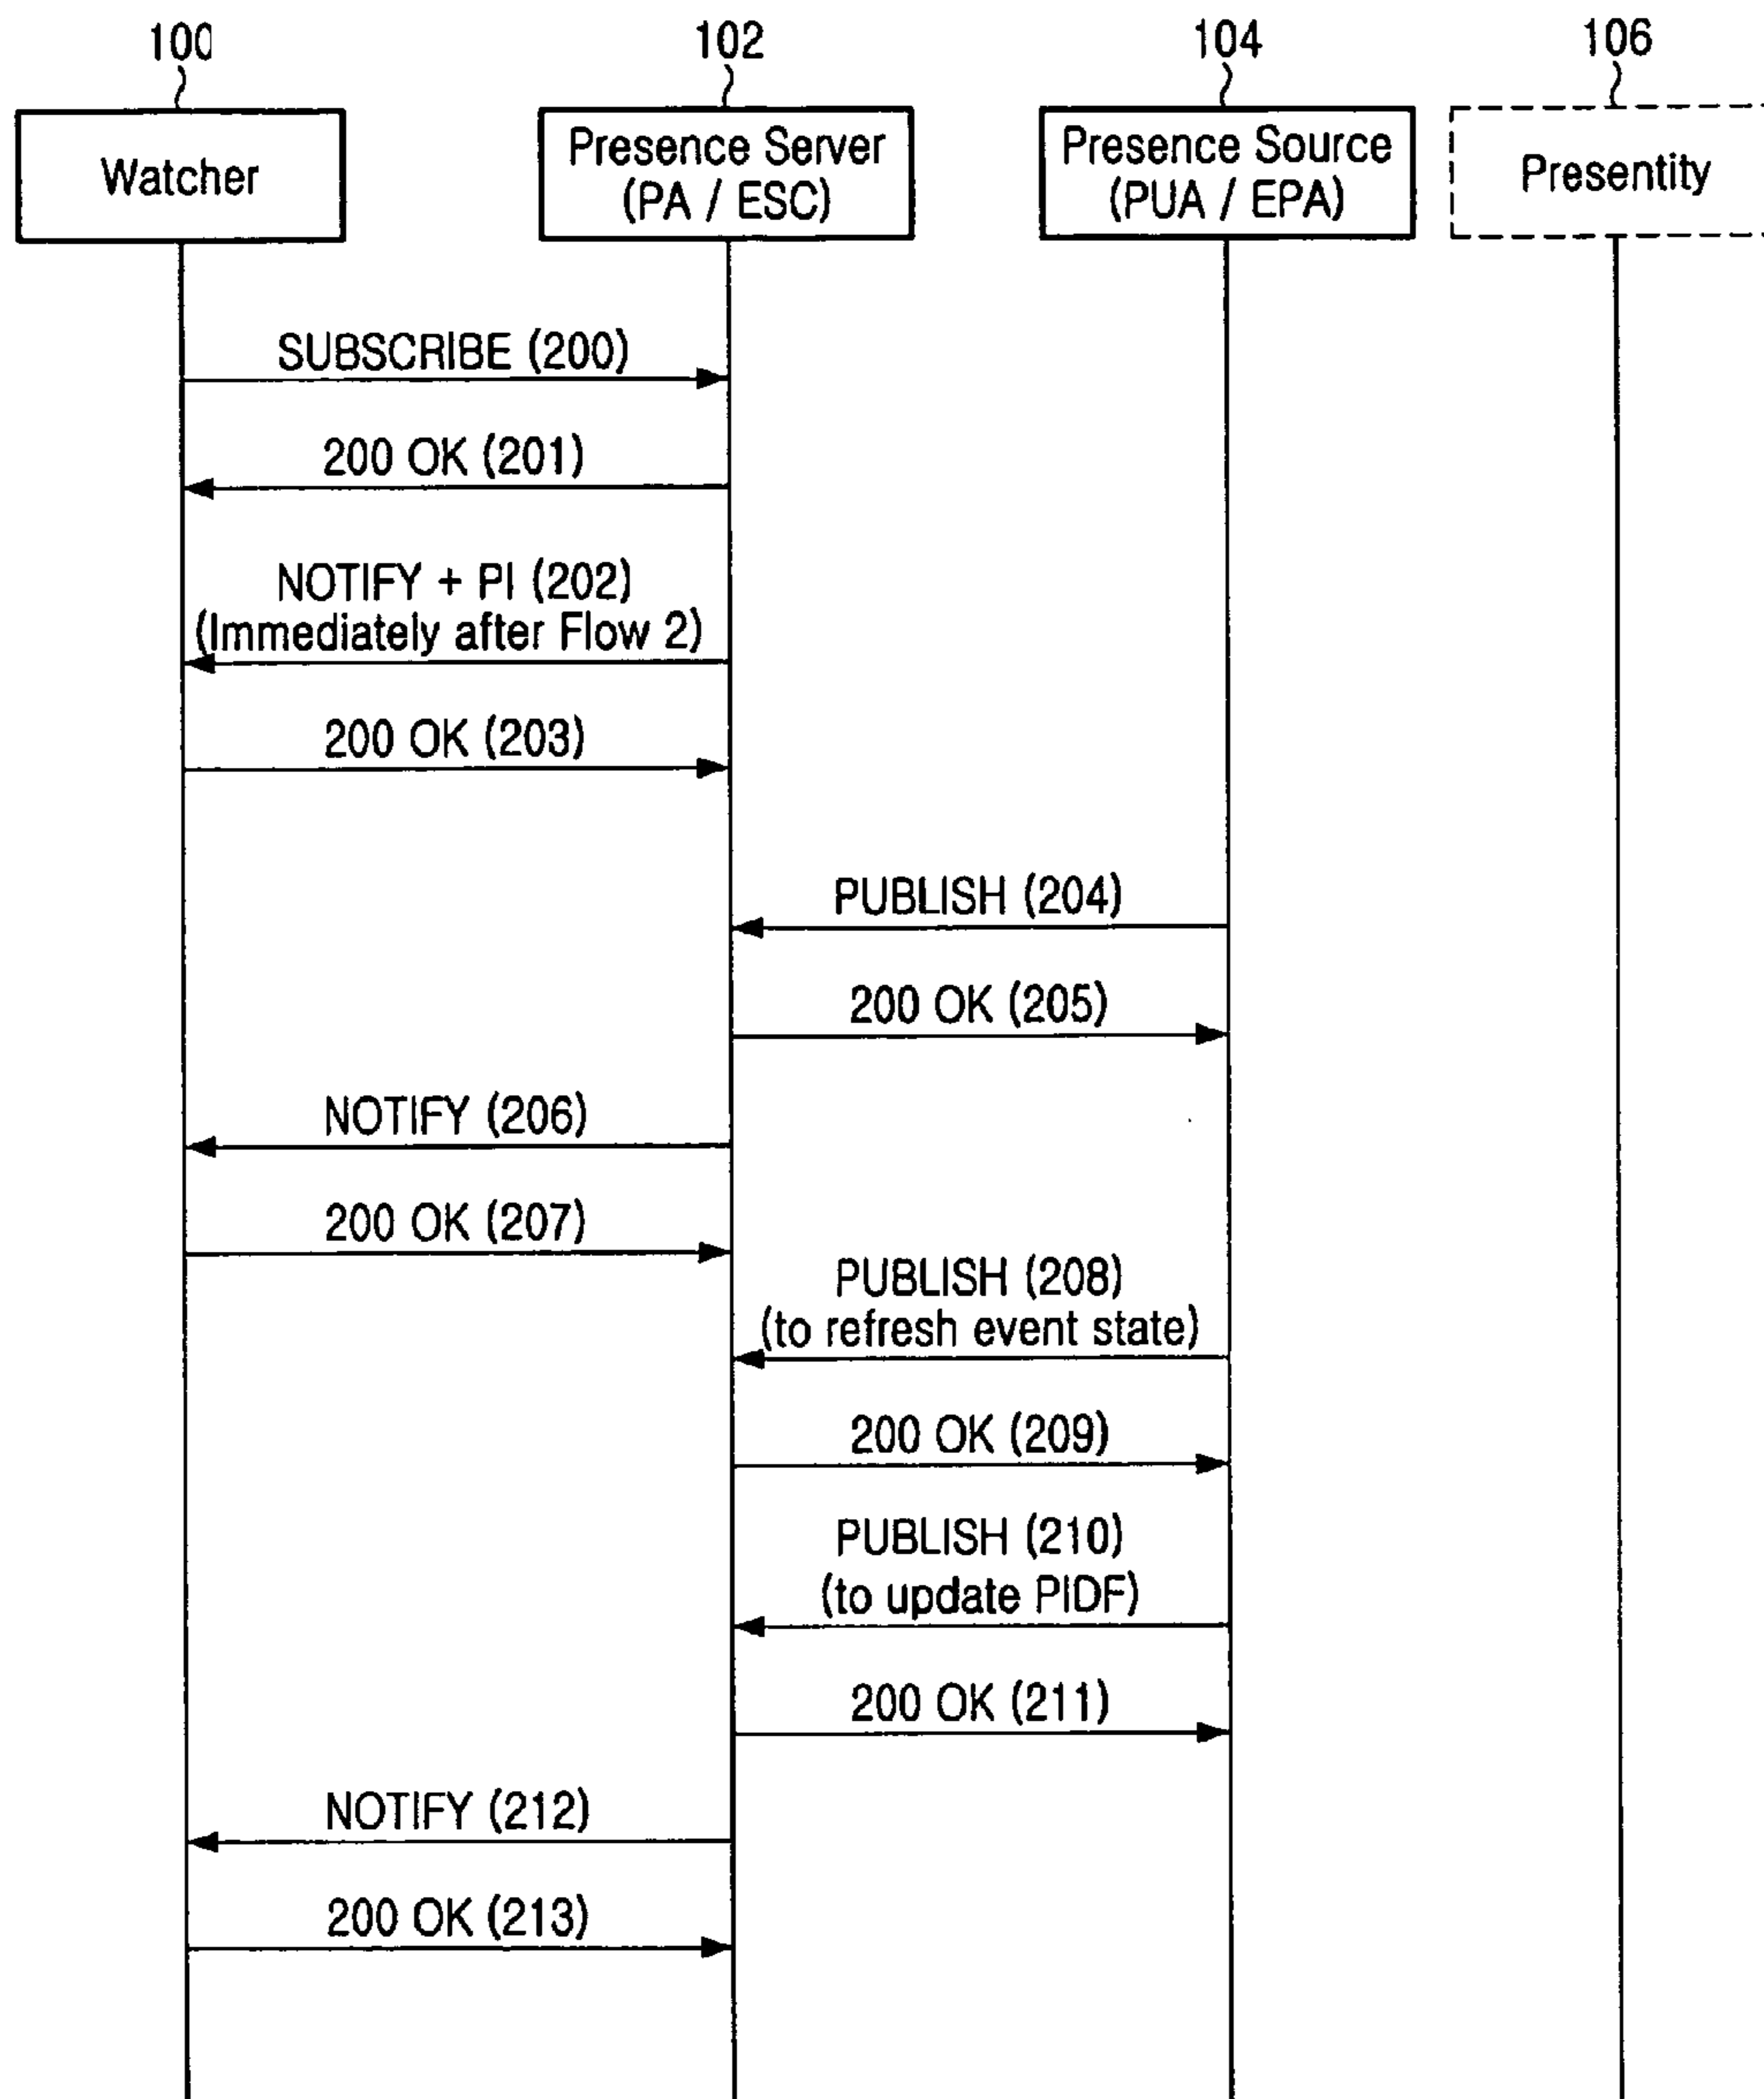 100
102
104
106
Watcher
Presence Server
(PA / ESC)
Presence Source
(PUA / EPA)
Presentity
SUBSCRIBE (200)
200 OK (201)
NOTIFY + PI (202)
(Immediately after Flow 2)
200 OK (203)
PUBLISH (204)
200 OK (205)
NOTIFY (206)
200 OK (207)
PUBLISH (208)
(to refresh event state)
200 OK (209)
PUBLISH (210)
(to update PIDF)
200 OK (211)
NOTIFY (212)
200 OK (213)